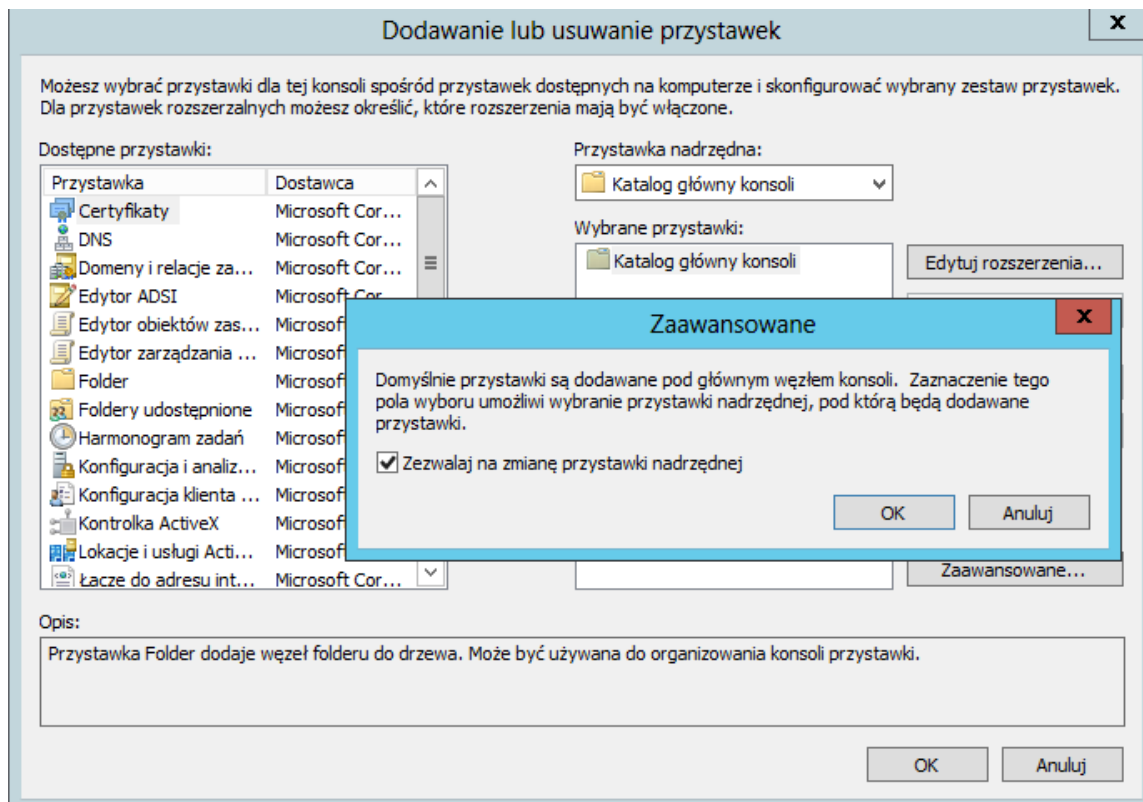 Dodawanie lub usuwanie przystawek
x
Możesz wybrać przystawki dla tej konsoli spośród przystawek dostępnych na komputerze i skonfigurować wybrany zestaw przystawek.
Dla przystawek rozszerzalnych możesz określić, które rozszerzenia mają być włączone.
Dostępne przystawki:
Przystawka Dostawca
Certyfikaty Microsoft Cor...
DNS Microsoft Cor...
Domeny i relacje za... Microsoft Cor...
Edytor ADSI Microsoft Cor
Edytor obiektów zas... Microsof
Edytor zarządzania ... Microsof
Folder Microsof
Foldery udostępnione Microsof
Harmonogram zadań Microsof
Konfiguracja i analiz... Microsof
Konfiguracja klienta ... Microsof
Kontrolka ActiveX Microsof
Lokacje i usługi Acti... Microsof
Łącze do adresu int... Microsoft Cor...
Przystawka nadrzędna:
Katalog główny konsoli
Wybrane przystawki:
Katalog główny konsoli
Edytuj rozszerzenia...
Zaawansowane
x
Domyślnie przystawki są dodawane pod głównym węzłem konsoli. Zaznaczenie tego
pola wyboru umożliwi wybranie przystawki nadrzędnej, pod którą będą dodawane
przystawki.
Zezwalaj na zmianę przystawki nadrzędnej
OK Anuluj
Zaawansowane...
Opis:
Przystawka Folder dodaje węzeł folderu do drzewa. Może być używana do organizowania konsoli przystawki.
OK Anuluj